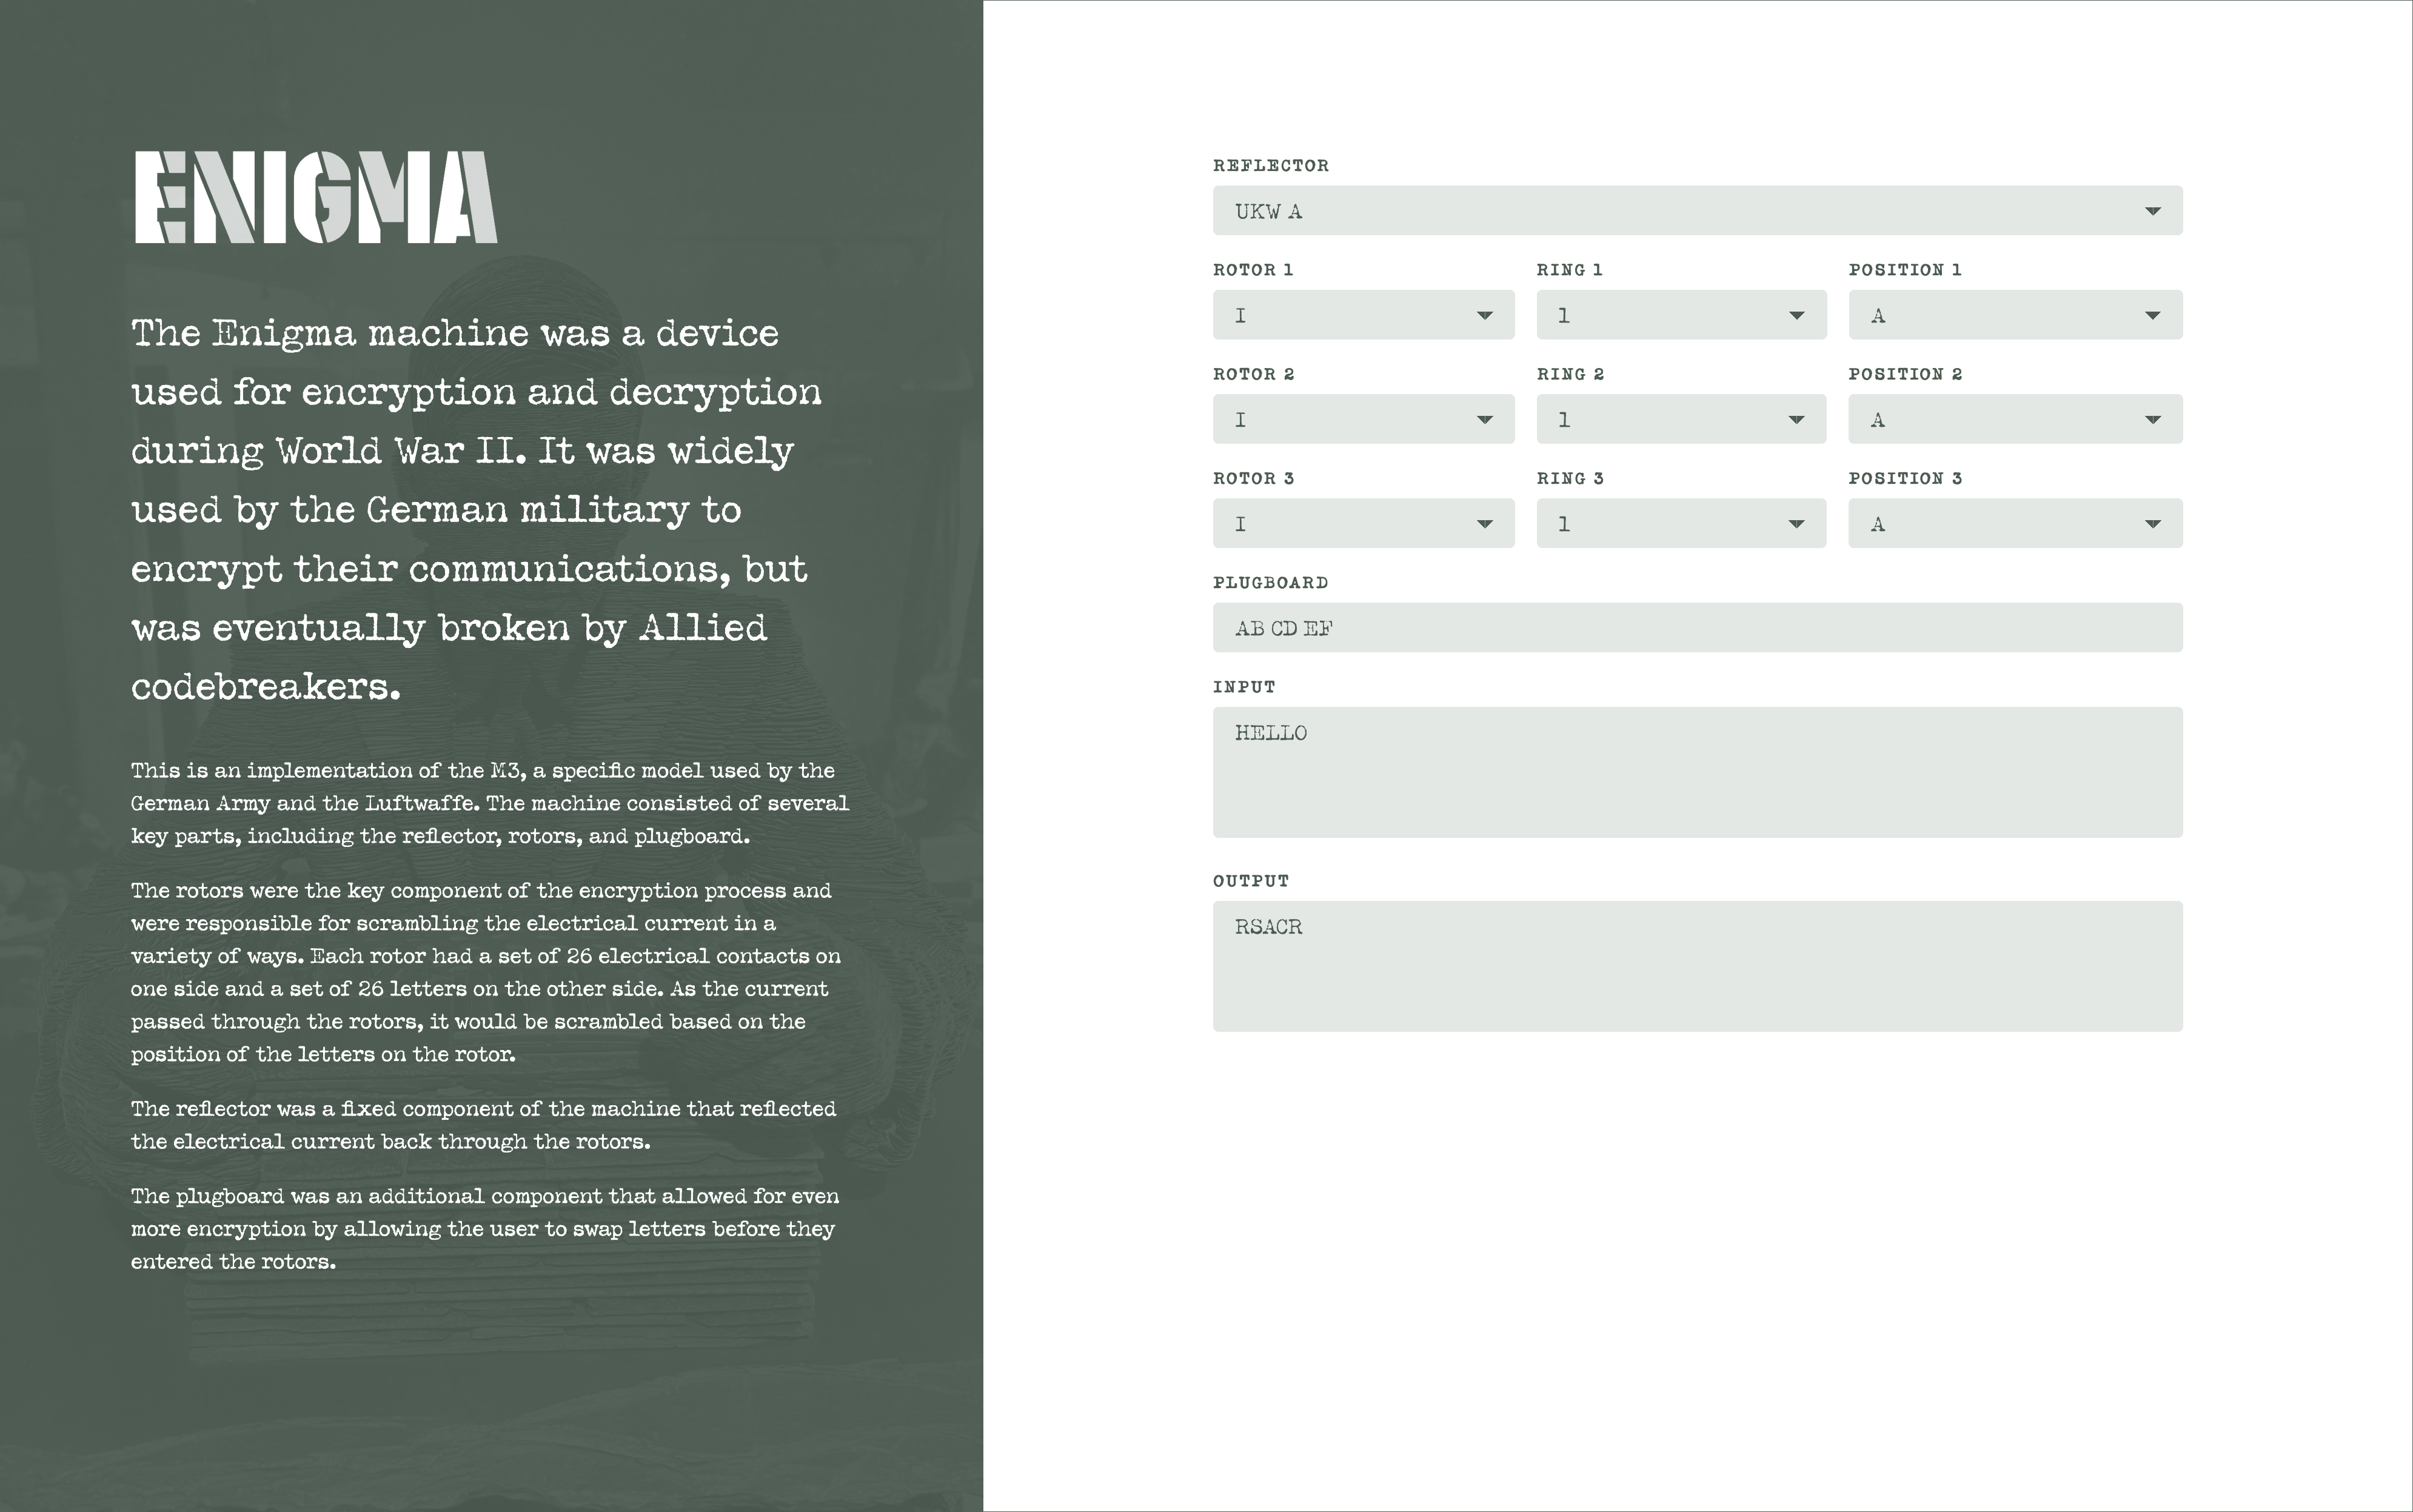 ENIGMA
The Enigma machine was a device
used for encryption and decryption
during World War II. It was widely
used by the German military to
encrypt their communications, but
was eventually broken by Allied
codebreakers.
This is an implementation of the M3, a specific model used by the
German Army and the Luftwaffe. The machine consisted of several
key parts, including the reflector, rotors, and plugboard.
The rotors were the key component of the encryption process and
were responsible for scrambling the electrical current in a
variety of ways. Each rotor had a set of 26 electrical contacts on
one side and a set of 26 letters on the other side. As the current
passed through the rotors, it would be scrambled based on the
position of the letters on the rotor.
The reflector was a fixed component of the machine that reflected
the electrical current back through the rotors.
The plugboard was an additional component that allowed for even
more encryption by allowing the user to swap letters before they
entered the rotors.
REFLECTOR
UKW A
ROTOR 1 RING 1 POSITION 1
I 1 A
ROTOR 2 RING 2 POSITION 2
I 1 A
ROTOR 3 RING 3 POSITION 3
I 1 A
PLUGBOARD
AB CD EF
INPUT
HELLO
OUTPUT
RSACR